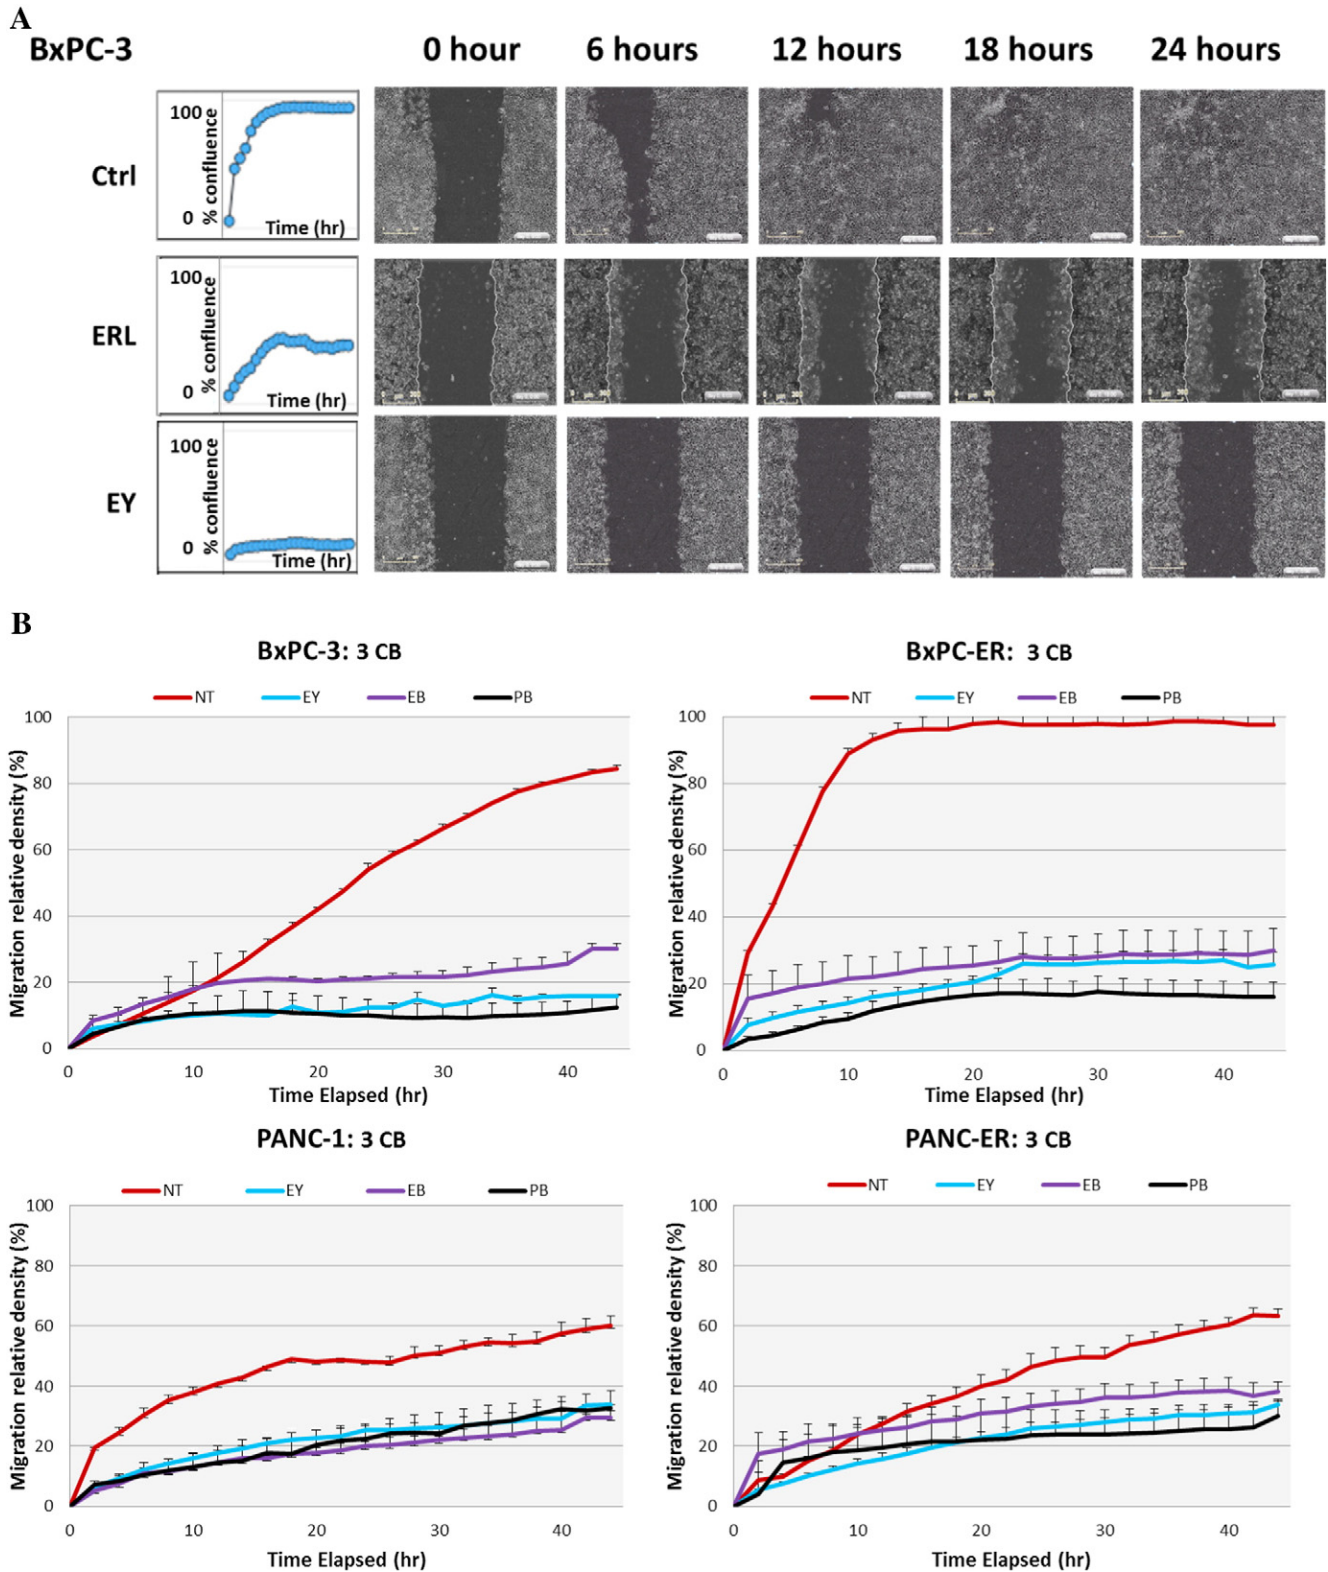 A
BxPC-3
0 hour 6 hours 12 hours 18 hours 24 hours
Ctrl
100
0
% confluence
Time (hr)
ERL
100
0
% confluence
Time (hr)
EY
100
0
% confluence
Time (hr)
B
BxPC-3: 3 CB
NT EY EB PB
Migration relative density (%)
100
80
60
40
20
0
0 10 20 30 40
Time Elapsed (hr)
BxPC-ER: 3 CB
NT EY EB PB
Migration relative density (%)
100
80
60
40
20
0
0 10 20 30 40
Time Elapsed (hr)
PANC-1: 3 CB
NT EY EB PB
Migration relative density (%)
100
80
60
40
20
0
0 10 20 30 40
Time Elapsed (hr)
PANC-ER: 3 CB
NT EY EB PB
Migration relative density (%)
100
80
60
40
20
0
0 10 20 30 40
Time Elapsed (hr)